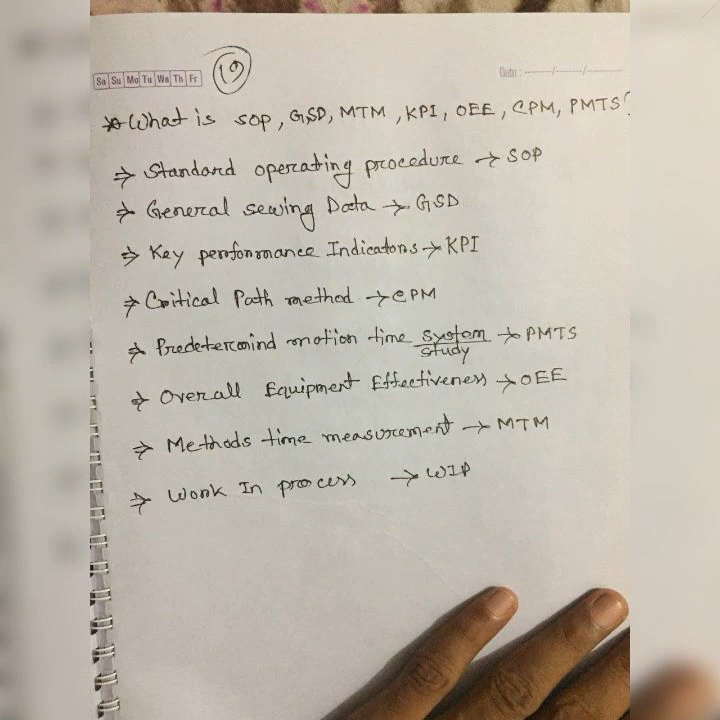 Sa Su Mo Tu We Th Fr
19
Date : -------/-------/----------
* What is SOP, GSD, MTM, KPI, OEE, CPM, PMTS?
⇒ Standard operating procedure → SOP
⇒ General sewing Data → GSD
⇒ Key performance Indicators → KPI
⇒ Critical Path method → CPM
⇒ Predetermind motion time system → PMTS
study
⇒ Overall Equipment Effectiveness → OEE
⇒ Methods time measurement → MTM
⇒ Work In process → WIP